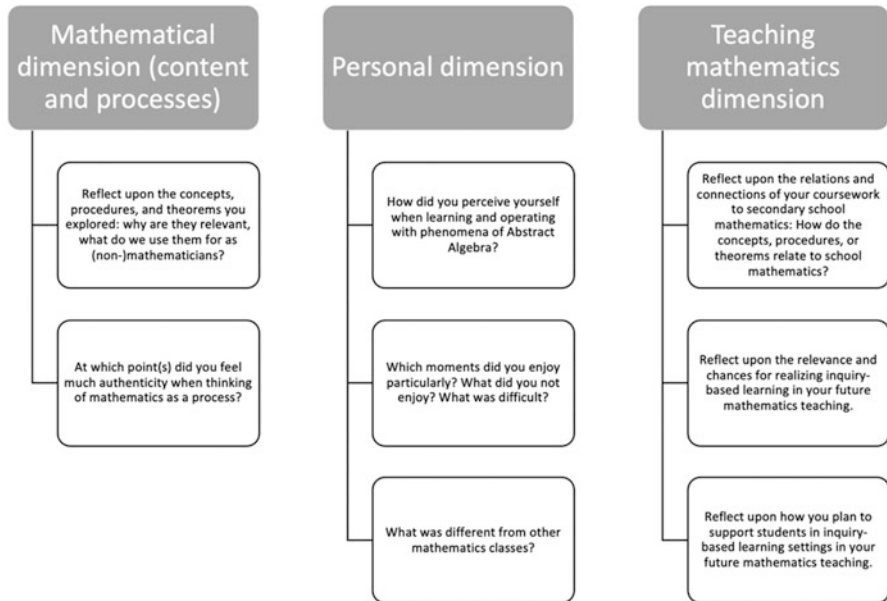 Mathematical
dimension (content
and processes)
Reflect upon the concepts,
procedures, and theorems you
explored: why are they relevant,
what do we use them for as
(non-)mathematicians?
At which point(s) did you feel
much authenticity when thinking
of mathematics as a process?
Personal dimension
How did you perceive yourself
when learning and operating
with phenomena of Abstract
Algebra?
Which moments did you enjoy
particularly? What did you not
enjoy? What was difficult?
What was different from other
mathematics classes?
Teaching
mathematics
dimension
Reflect upon the relations and
connections of your coursework
to secondary school
mathematics: How do the
concepts, procedures, or
theorems relate to school
mathematics?
Reflect upon the relevance and
chances for realizing inquiry-
based learning in your future
mathematics teaching.
Reflect upon how you plan to
support students in inquiry-
based learning settings in your
future mathematics teaching.